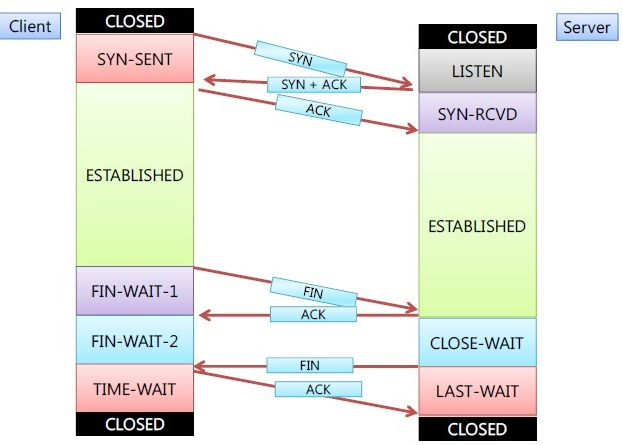 Client
CLOSED
SYN-SENT
ESTABLISHED
FIN-WAIT-1
FIN-WAIT-2
TIME-WAIT
CLOSED
SYN
SYN + ACK
ACK
FIN
ACK
FIN
ACK
Server
CLOSED
LISTEN
SYN-RCVD
ESTABLISHED
CLOSE-WAIT
LAST-WAIT
CLOSED